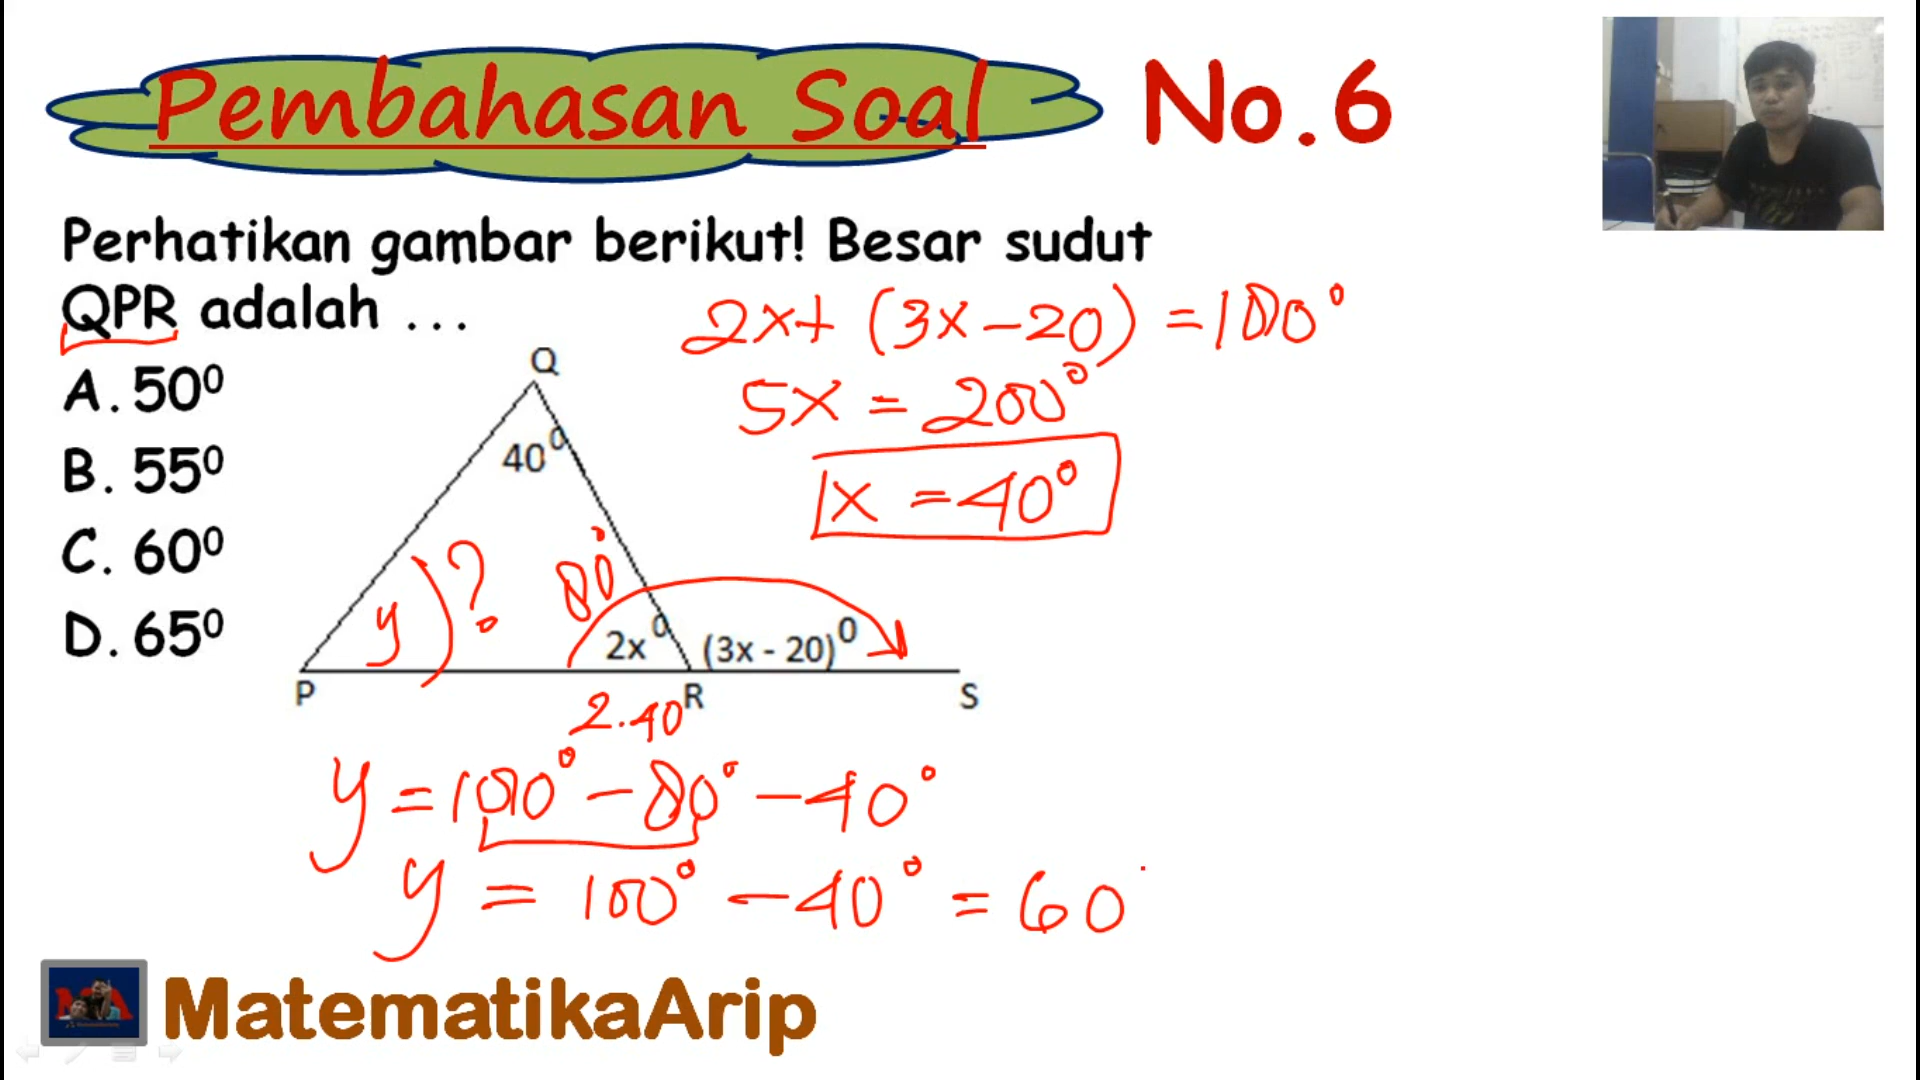 Pembahasan Soal No.6
Perhatikan gambar berikut! Besar sudut
QPR adalah ...
2x+ (3x-20) = 180°
A. 50⁰
5x = 200°
B. 55⁰
x = 40°
C. 60⁰
D. 65⁰
Q
40⁰
y ?
80°
2x⁰ (3x - 20)⁰
P R S
2.40
y = 180° - 80° - 40°
y = 100° - 40° = 60
MatematikaArip